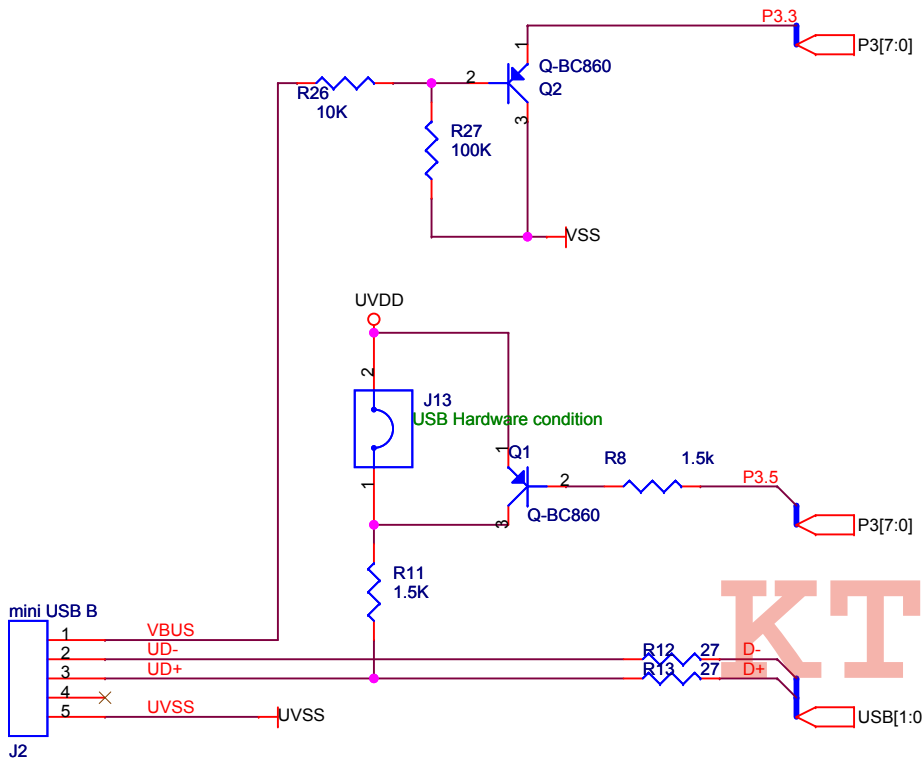 P3.3
P3[7:0]
1
Q-BC860
2
Q2
R26
10K
3
R27
100K
VSS
UVDD
2
J13
USB Hardware condition
1
Q1
R8
1.5k
2
P3.5
1
Q-BC860
3
P3[7:0]
R11
1.5K
KT
mini USB B
1
VBUS
2
UD-
R12
27
D-
3
UD+
R13
27
D+
4
5
UVSS
UVSS
USB[1:0
J2